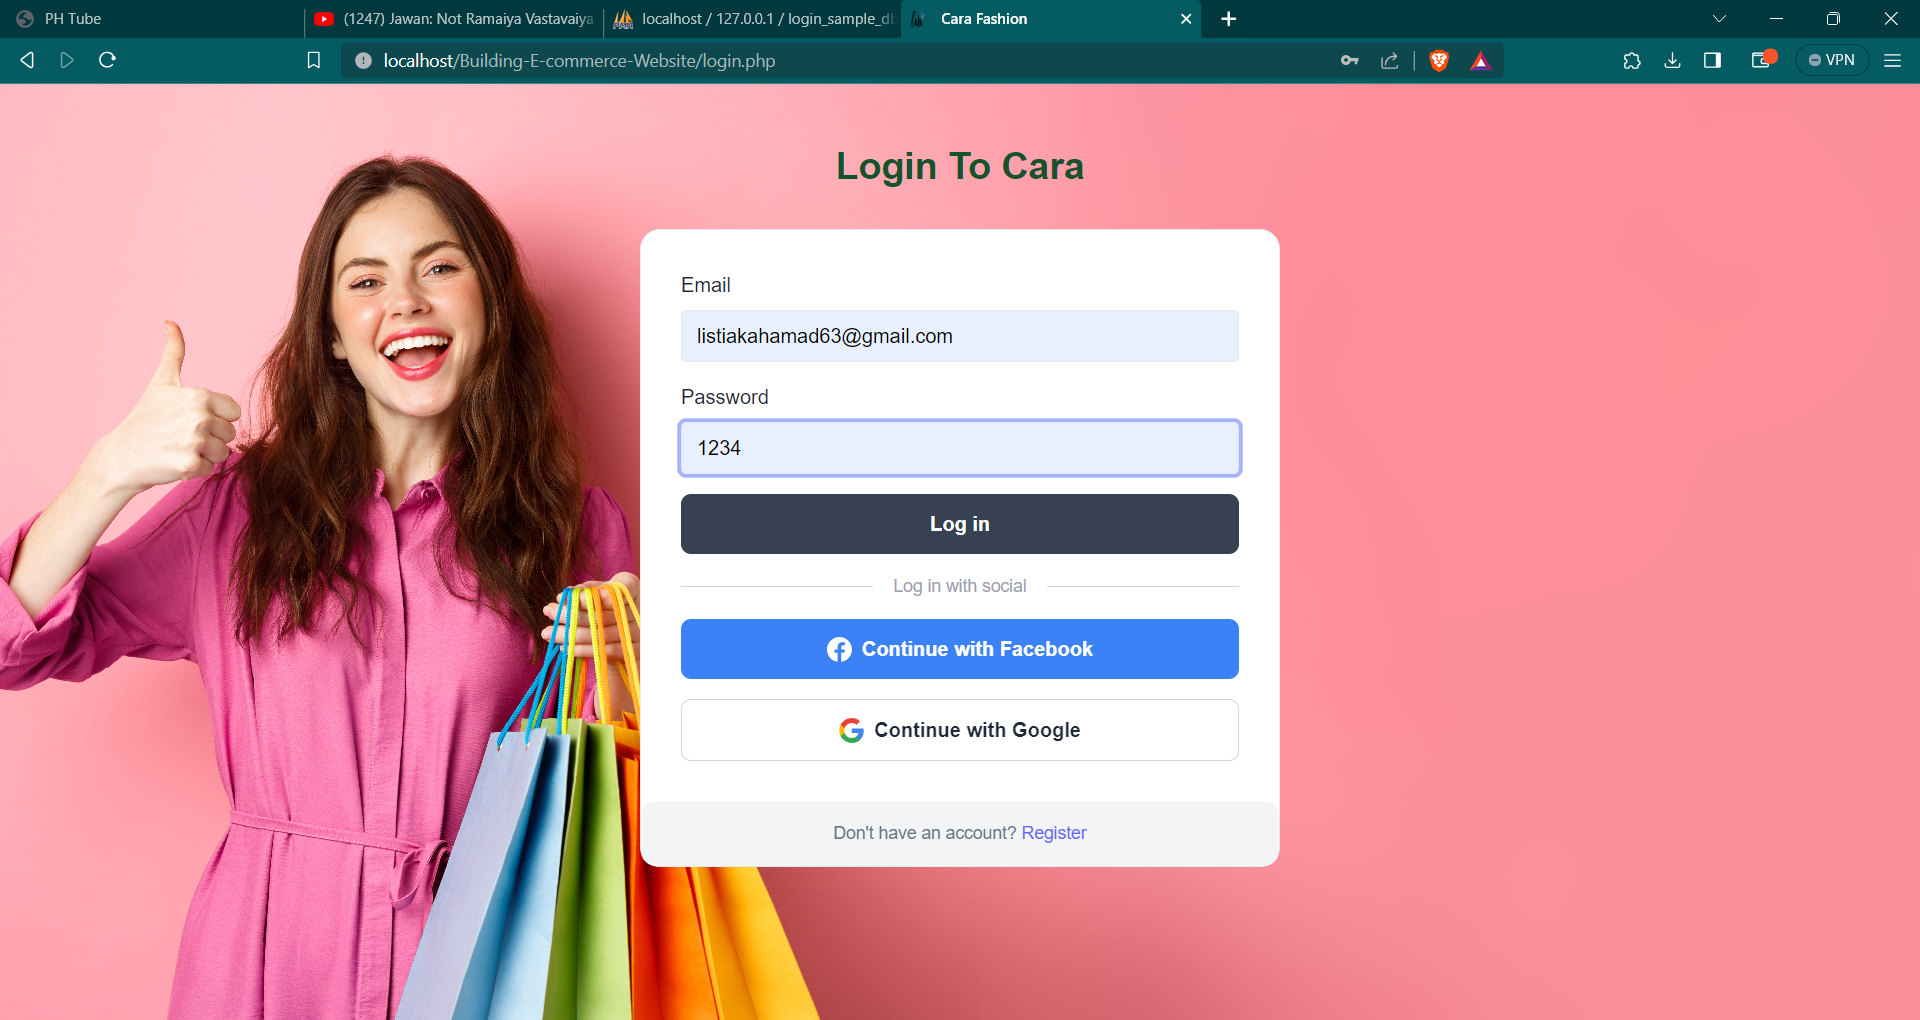 PH Tube
(1247) Jawan: Not Ramaiya Vastavaiya
localhost / 127.0.0.1 / login_sample_db
Cara Fashion
localhost/Building-E-commerce-Website/login.php
VPN
Login To Cara
Email
listiakahamad63@gmail.com
Password
1234
Log in
Log in with social
Continue with Facebook
Continue with Google
Don't have an account? Register